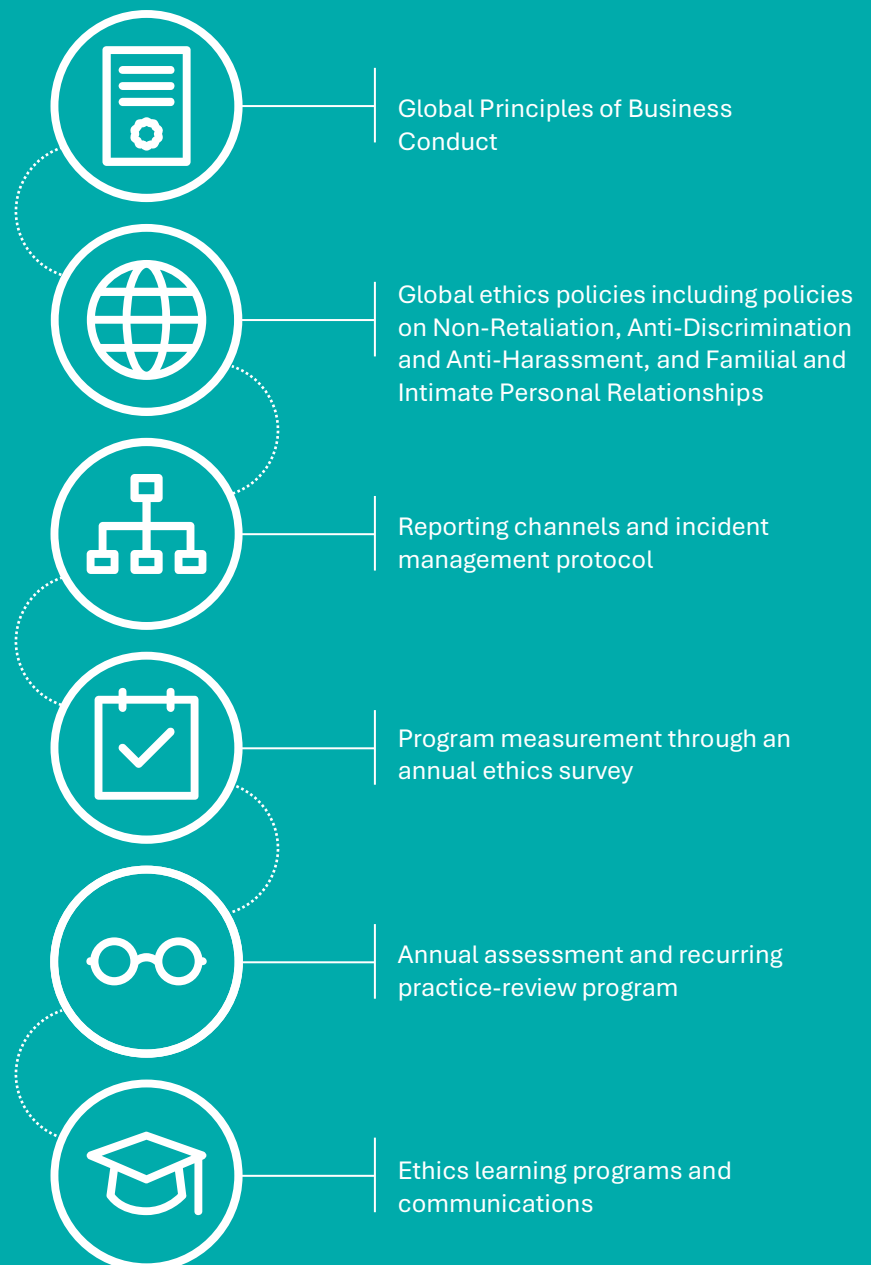 Global Principles of Business
Conduct
Global ethics policies including policies
on Non-Retaliation, Anti-Discrimination
and Anti-Harassment, and Familial and
Intimate Personal Relationships
Reporting channels and incident
management protocol
Program measurement through an
annual ethics survey
Annual assessment and recurring
practice-review program
Ethics learning programs and
communications